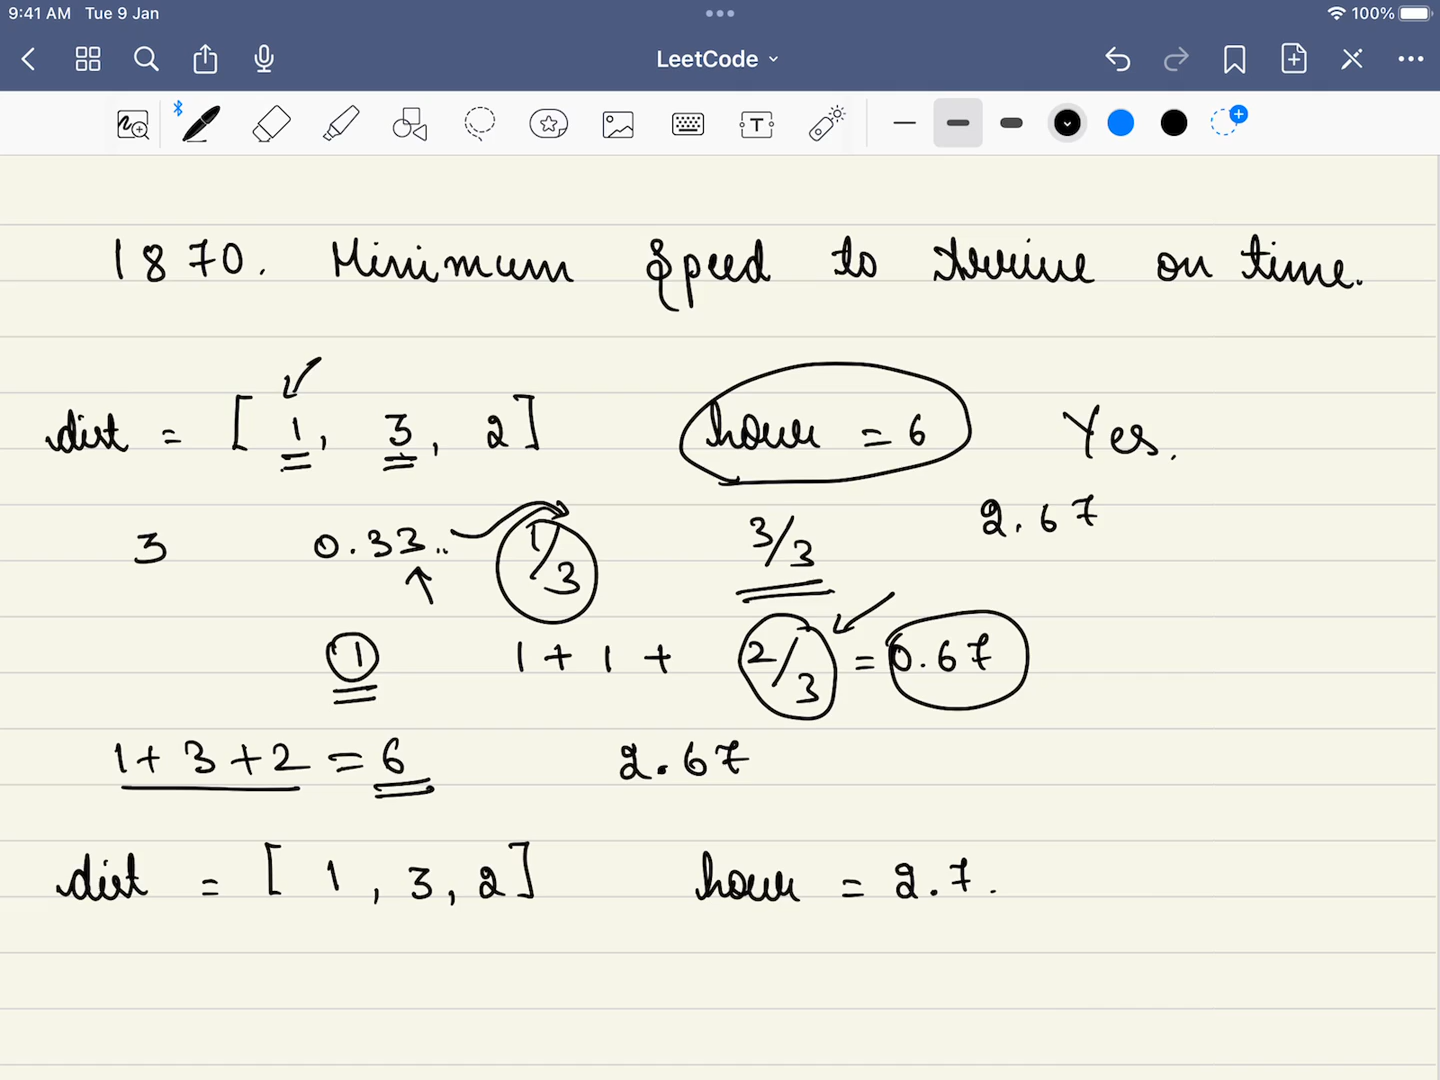 9:41 AM Tue 9 Jan
100%
LeetCode
T
1870. Minimum Speed to Arrive on time.
dist = [ 1, 3, 2] hour = 6 Yes.
3 0.33.. 1/3 3/3 2.67
1 1 + 1 + 2/3 = 0.67
1 + 3 + 2 = 6 2.67
dist = [ 1 , 3, 2] hour = 2.7.